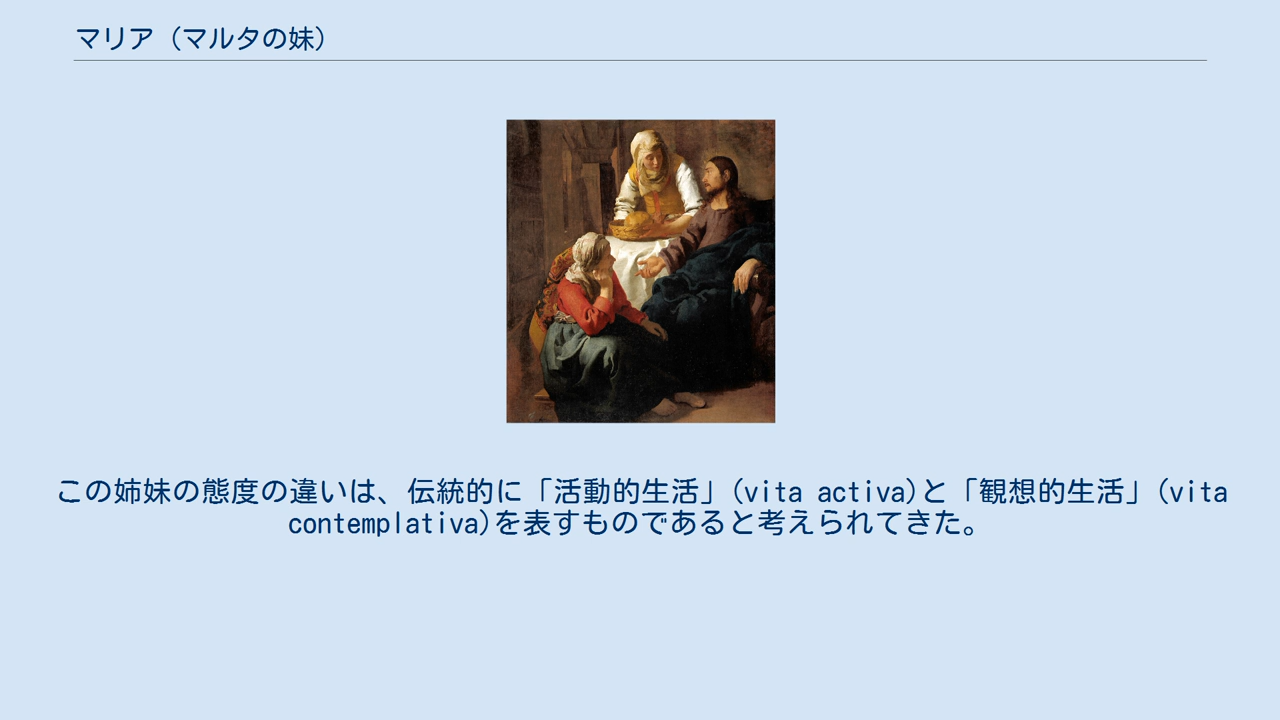 マリア（マルタの妹）
この姉妹の態度の違いは、伝統的に「活動的生活」(vita activa)と「観想的生活」(vita
contemplativa)を表すものであると考えられてきた。